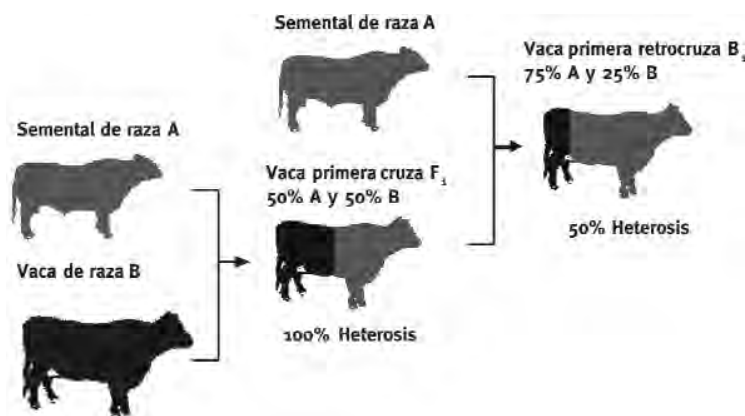 Semental de raza A
Vaca de raza B
Semental de raza A
Vaca primera cruza F₁
50% A y 50% B
100% Heterosis
Vaca primera retrocruza B₁
75% A y 25% B
50% Heterosis